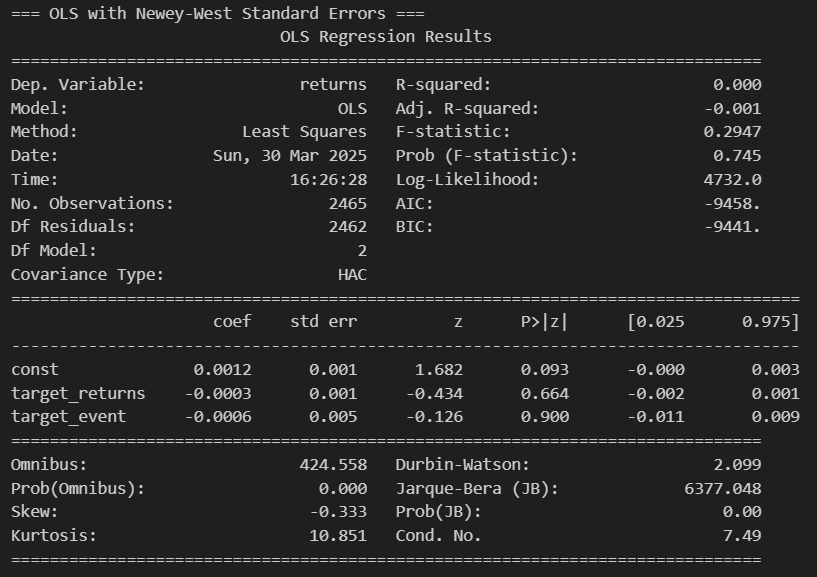 === OLS with Newey-West Standard Errors ===
                            OLS Regression Results
==============================================================================
Dep. Variable:                returns   R-squared:                       0.000
Model:                            OLS   Adj. R-squared:                 -0.001
Method:                 Least Squares   F-statistic:                    0.2947
Date:                Sun, 30 Mar 2025   Prob (F-statistic):              0.745
Time:                        16:26:28   Log-Likelihood:                 4732.0
No. Observations:                2465   AIC:                            -9458.
Df Residuals:                    2462   BIC:                            -9441.
Df Model:                           2
Covariance Type:                  HAC
==================================================================================
                     coef    std err          z      P>|z|      [0.025      0.975]
----------------------------------------------------------------------------------
const              0.0012      0.001      1.682      0.093      -0.000       0.003
target_returns    -0.0003      0.001     -0.434      0.664      -0.002       0.001
target_event      -0.0006      0.005     -0.126      0.900      -0.011       0.009
==============================================================================
Omnibus:                      424.558   Durbin-Watson:                   2.099
Prob(Omnibus):                  0.000   Jarque-Bera (JB):             6377.048
Skew:                          -0.333   Prob(JB):                         0.00
Kurtosis:                      10.851   Cond. No.                         7.49
==============================================================================